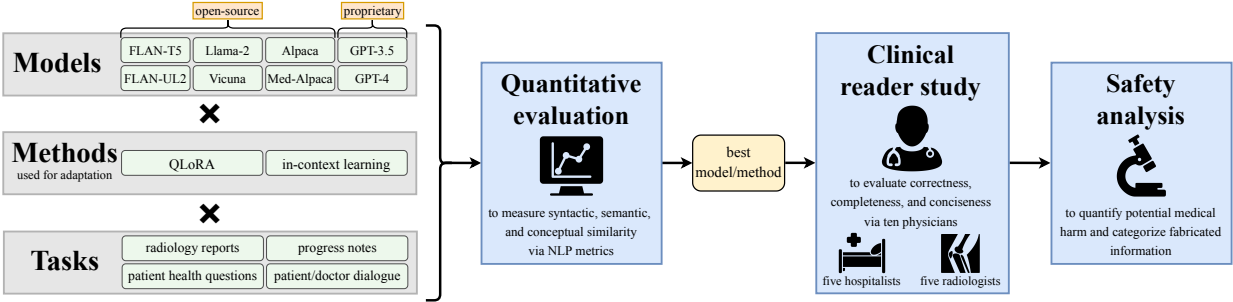 open-source
proprietary
Models
FLAN-T5
Llama-2
Alpaca
GPT-3.5
FLAN-UL2
Vicuna
Med-Alpaca
GPT-4
Methods
used for adaptation
QLoRA
in-context learning
Tasks
radiology reports
progress notes
patient health questions
patient/doctor dialogue
Quantitative
evaluation
to measure syntactic, semantic,
and conceptual similarity
via NLP metrics
best
model/method
Clinical
reader study
to evaluate correctness,
completeness, and conciseness
via ten physicians
five hospitalists
five radiologists
Safety
analysis
to quantify potential medical
harm and categorize fabricated
information